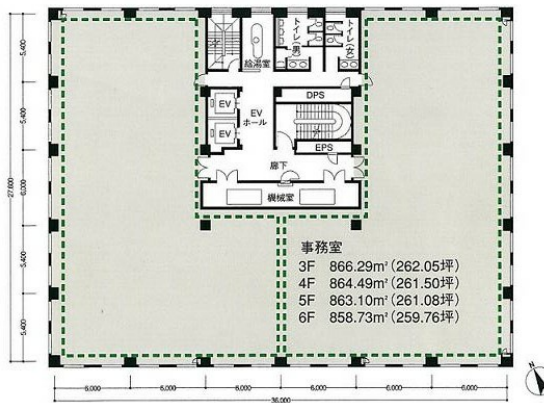 トイレ(男)
トイレ(女)
給湯室
DPS
EV
EV
EV
ホール
EPS
廊下
機械室
事務室
3F 866.29m²(262.05坪)
4F 864.49m²(261.50坪)
5F 863.10m²(261.08坪)
6F 858.73m²(259.76坪)
5.400
5.400
6.000
5.400
5.400
27.600
6.000
6.000
6.000
6.000
6.000
6.000
36.000
N